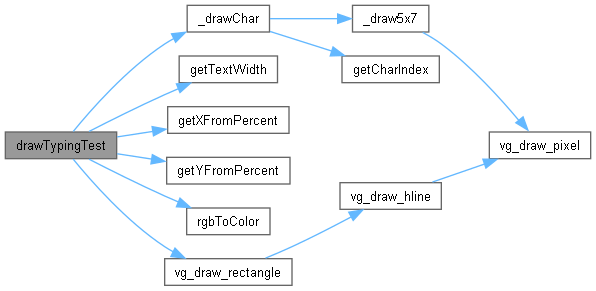 _drawChar
_draw5x7
getTextWidth
getCharIndex
getXFromPercent
drawTypingTest
vg_draw_pixel
getYFromPercent
vg_draw_hline
rgbToColor
vg_draw_rectangle